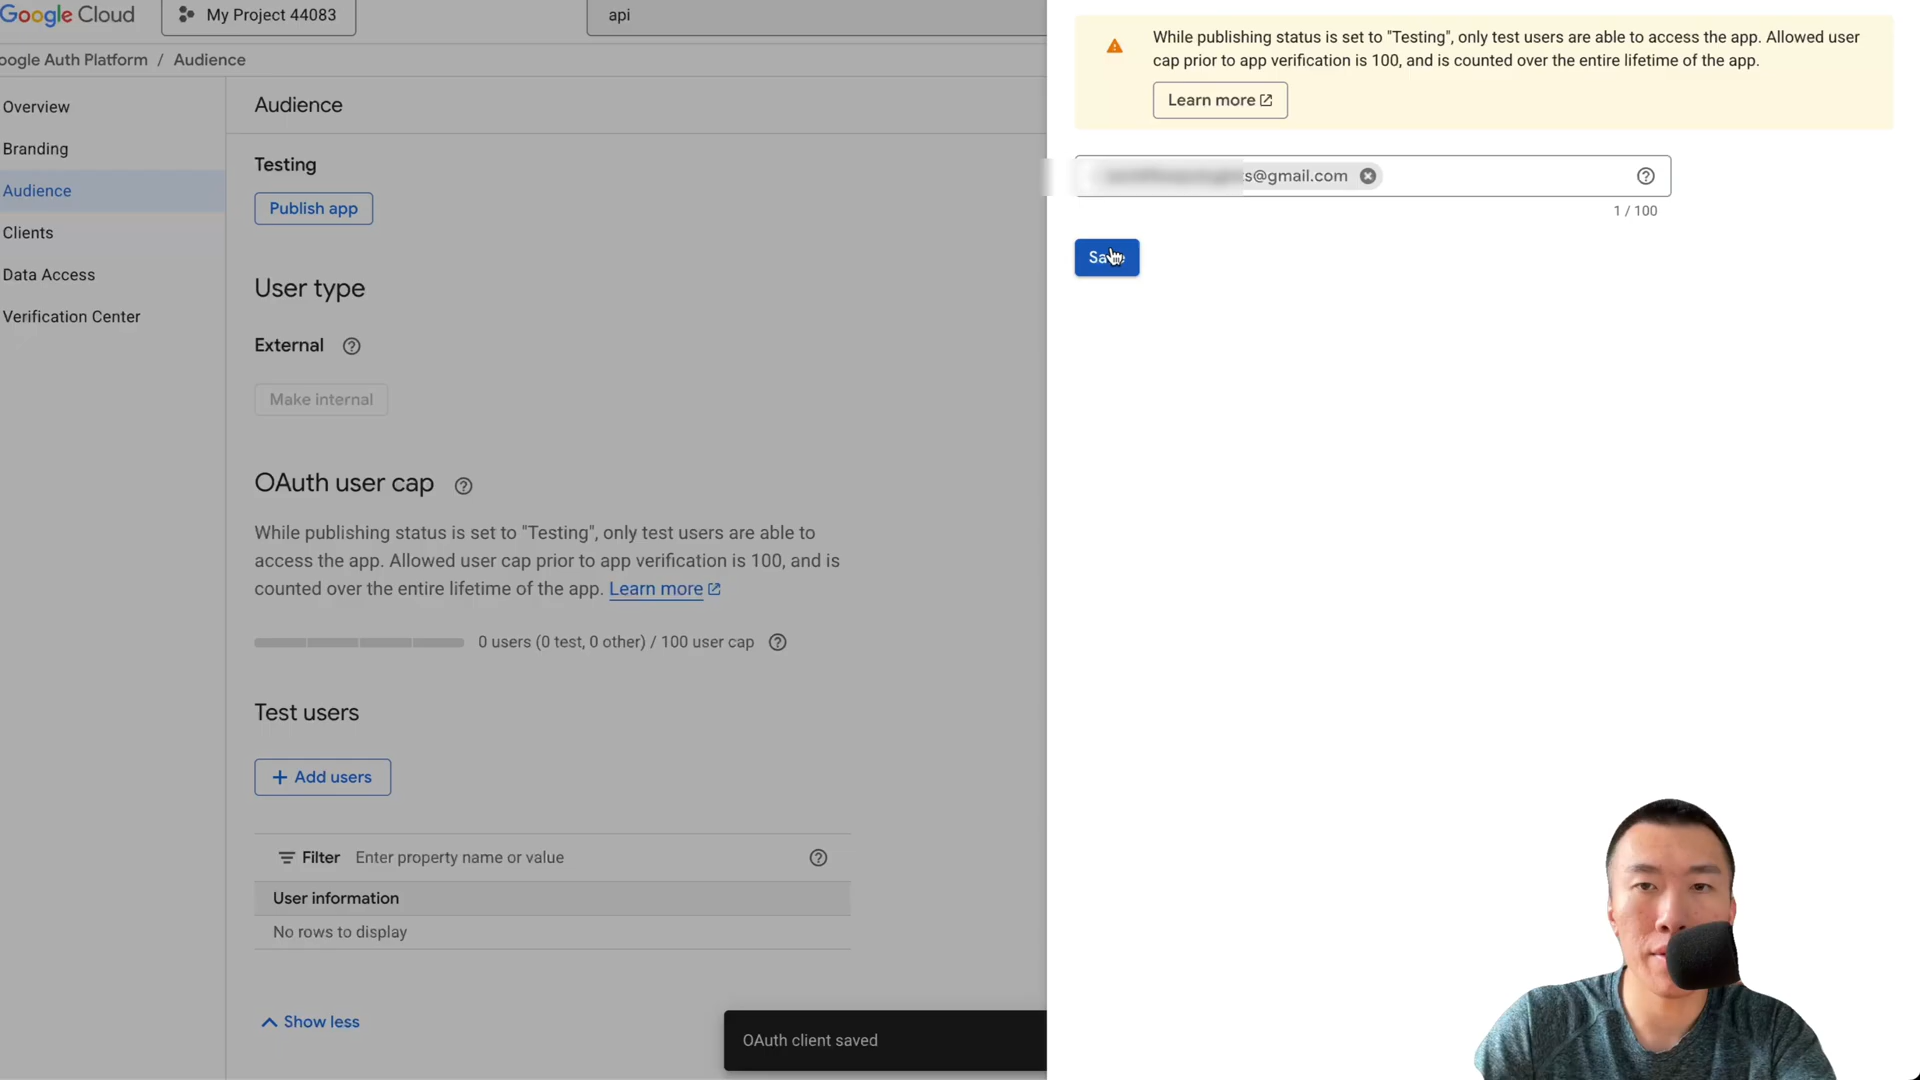 Google Cloud
My Project 44083
api
oogle Auth Platform / Audience
Overview
Branding
Audience
Clients
Data Access
Verification Center
Audience
Testing
Publish app
User type
External
Make internal
OAuth user cap
While publishing status is set to "Testing", only test users are able to
access the app. Allowed user cap prior to app verification is 100, and is
counted over the entire lifetime of the app. Learn more
0 users (0 test, 0 other) / 100 user cap
Test users
+ Add users
Filter Enter property name or value
User information
No rows to display
Show less
OAuth client saved
While publishing status is set to "Testing", only test users are able to access the app. Allowed user
cap prior to app verification is 100, and is counted over the entire lifetime of the app.
Learn more
s@gmail.com
1 / 100